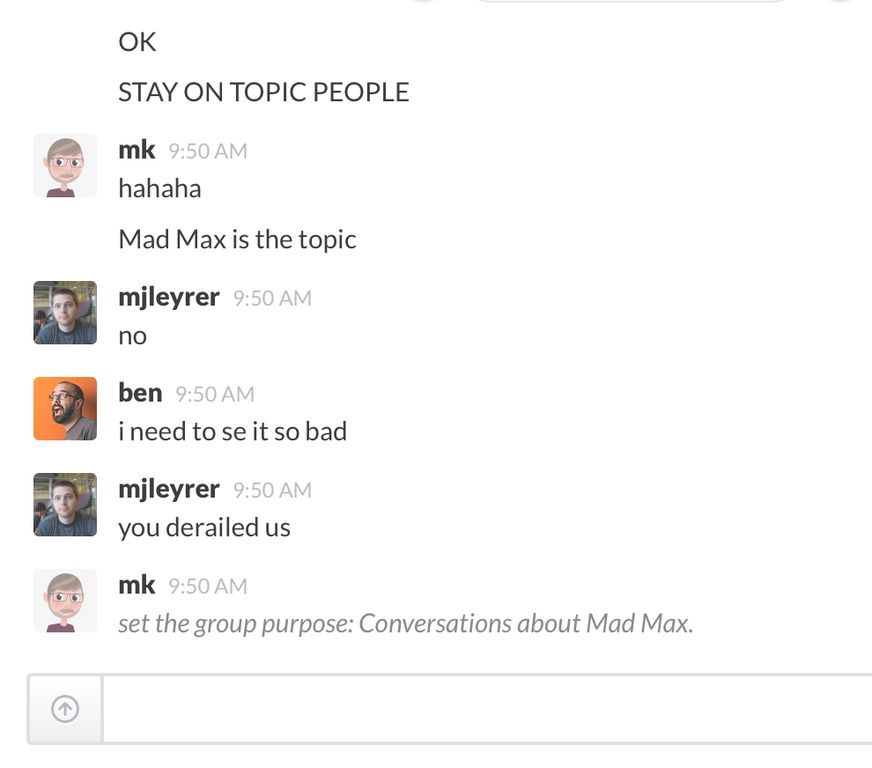 OK
STAY ON TOPIC PEOPLE
mk 9:50 AM
hahaha
Mad Max is the topic
mjleyrer 9:50 AM
no
ben 9:50 AM
i need to se it so bad
mjleyrer 9:50 AM
you derailed us
mk 9:50 AM
set the group purpose: Conversations about Mad Max.